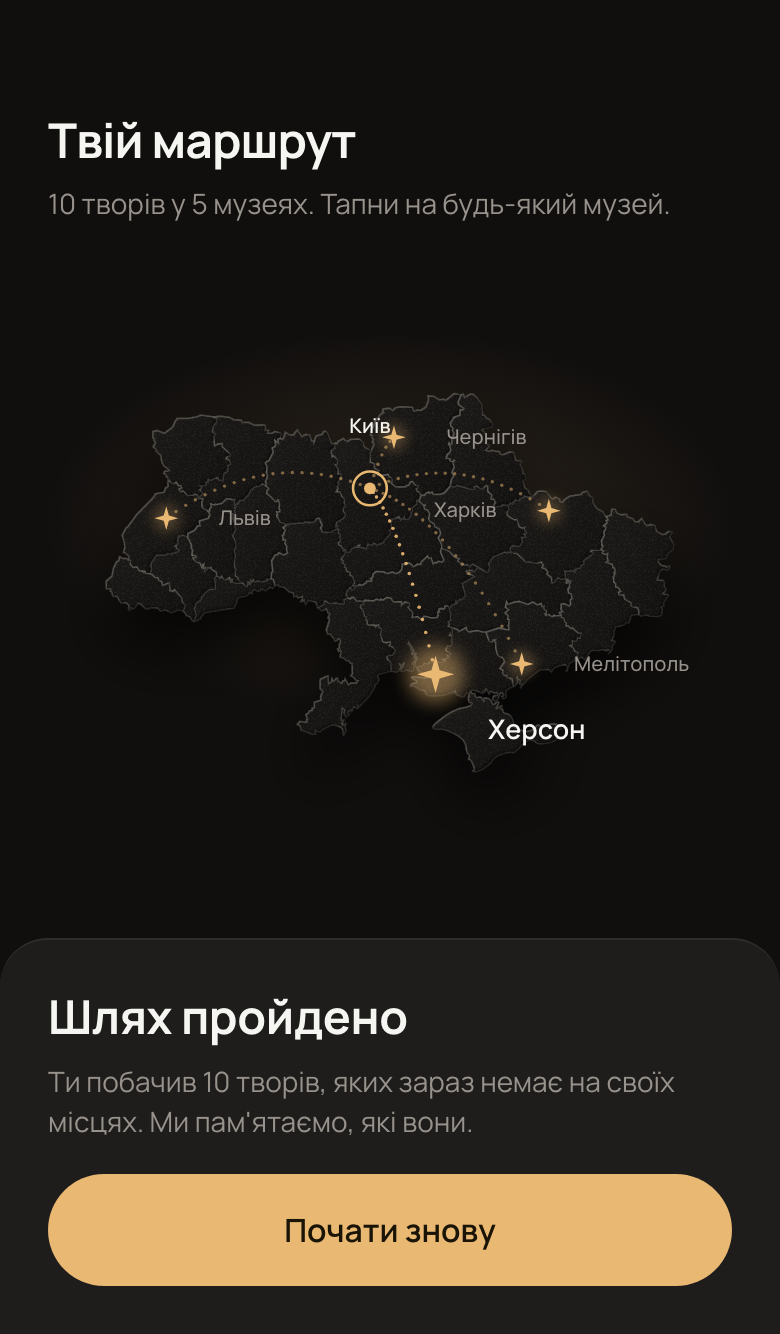 Твій маршрут
10 творів у 5 музеях. Тапни на будь-який музей.
Київ
Чернігів
Харків
Львів
Мелітополь
Херсон
Шлях пройдено
Ти побачив 10 творів, яких зараз немає на своїх
місцях. Ми пам'ятаємо, які вони.
Почати знову